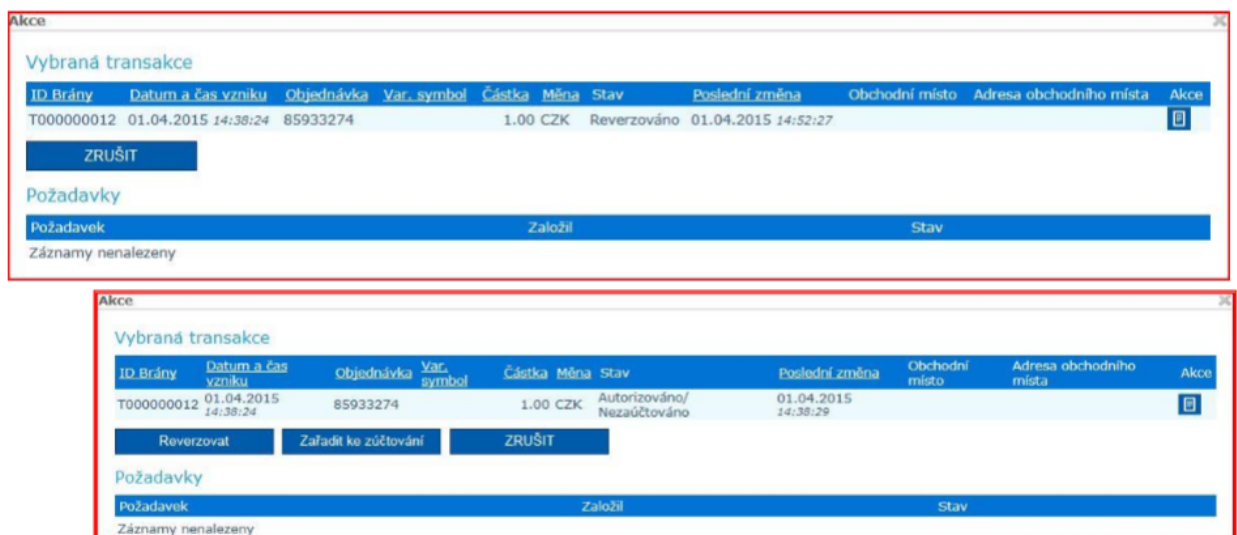 Akce
Vybraná transakce
ID Brány Datum a čas vzniku Objednávka Var. symbol Částka Měna Stav Poslední změna Obchodní místo Adresa obchodního místa Akce
T000000012 01.04.2015 14:38:24 85933274 1.00 CZK Reverzováno 01.04.2015 14:52:27
ZRUŠIT
Požadavky
Požadavek Založil Stav
Záznamy nenalezeny
Akce
Vybraná transakce
ID Brány Datum a čas vzniku Objednávka Var. symbol Částka Měna Stav Poslední změna Obchodní místo Adresa obchodního místa Akce
T000000012 01.04.2015 14:38:24 85933274 1.00 CZK Autorizováno/ Nezaúčtováno 01.04.2015 14:38:29
Reverzovat Zařadit ke zúčtování ZRUŠIT
Požadavky
Požadavek Založil Stav
Záznamy nenalezeny